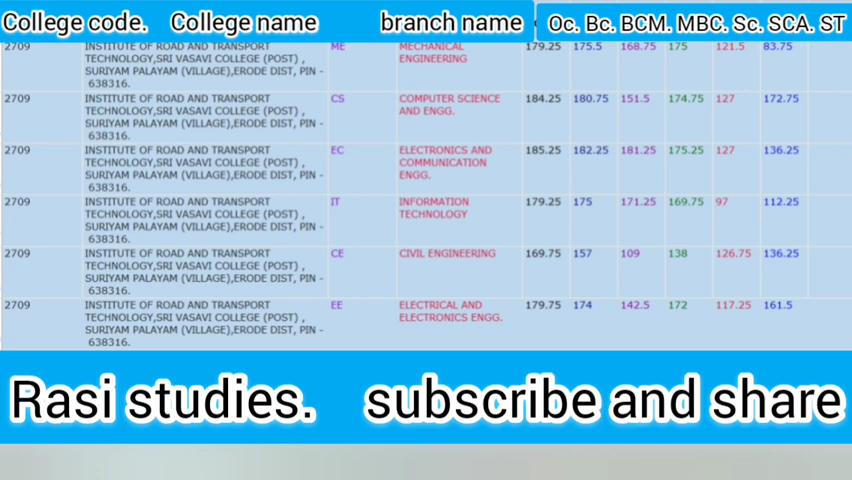 College code. College name branch name Oc. Bc. BCM. MBC. Sc. SCA. ST
2709 INSTITUTE OF ROAD AND TRANSPORT ME MECHANICAL 179.25 175.5 168.75 175 121.5 83.75
TECHNOLOGY,SRI VASAVI COLLEGE (POST) , ENGINEERING
SURIYAM PALAYAM (VILLAGE),ERODE DIST, PIN -
638316.
2709 INSTITUTE OF ROAD AND TRANSPORT CS COMPUTER SCIENCE 184.25 180.75 151.5 174.75 127 172.75
TECHNOLOGY,SRI VASAVI COLLEGE (POST) , AND ENGG.
SURIYAM PALAYAM (VILLAGE),ERODE DIST, PIN -
638316.
2709 INSTITUTE OF ROAD AND TRANSPORT EC ELECTRONICS AND 185.25 182.25 181.25 175.25 127 136.25
TECHNOLOGY,SRI VASAVI COLLEGE (POST) , COMMUNICATION
SURIYAM PALAYAM (VILLAGE),ERODE DIST, PIN - ENGG.
638316.
2709 INSTITUTE OF ROAD AND TRANSPORT IT INFORMATION 179.25 175 171.25 169.75 97 112.25
TECHNOLOGY,SRI VASAVI COLLEGE (POST) , TECHNOLOGY
SURIYAM PALAYAM (VILLAGE),ERODE DIST, PIN -
638316.
2709 INSTITUTE OF ROAD AND TRANSPORT CE CIVIL ENGINEERING 169.75 157 109 138 126.75 136.25
TECHNOLOGY,SRI VASAVI COLLEGE (POST) ,
SURIYAM PALAYAM (VILLAGE),ERODE DIST, PIN -
638316.
2709 INSTITUTE OF ROAD AND TRANSPORT EE ELECTRICAL AND 179.75 174 142.5 172 117.25 161.5
TECHNOLOGY,SRI VASAVI COLLEGE (POST) , ELECTRONICS ENGG.
SURIYAM PALAYAM (VILLAGE),ERODE DIST, PIN -
638316.
Rasi studies. subscribe and share